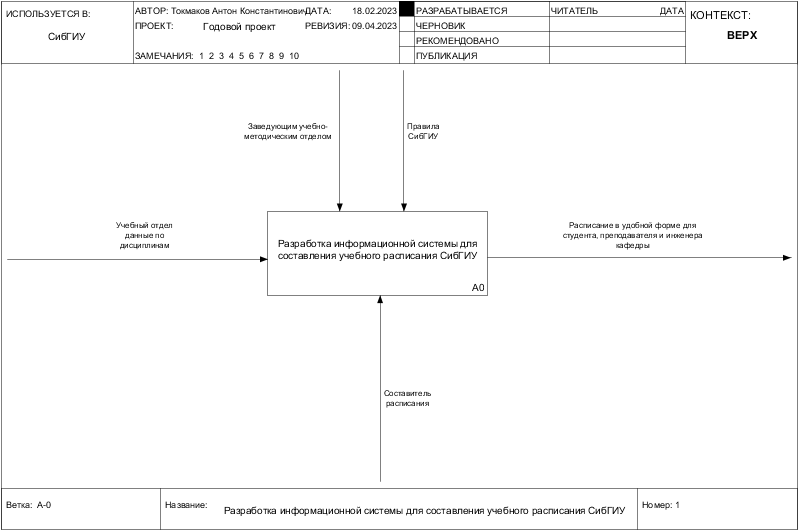 ИСПОЛЬЗУЕТСЯ В:
СибГИУ
АВТОР: Токмаков Антон Константинович
ДАТА: 18.02.2023
ПРОЕКТ: Годовой проект
РЕВИЗИЯ: 09.04.2023
ЗАМЕЧАНИЯ: 1 2 3 4 5 6 7 8 9 10
РАЗРАБАТЫВАЕТСЯ
ЧЕРНОВИК
РЕКОМЕНДОВАНО
ПУБЛИКАЦИЯ
ЧИТАТЕЛЬ ДАТА
КОНТЕКСТ:
ВЕРХ
Заведующим учебно-
методическим отделом
Правила
СибГИУ
Учебный отдел
данные по
дисциплинам
Разработка информационной системы для
составления учебного расписания СибГИУ
A0
Расписание в удобной форме для
студента, преподавателя и инженера
кафедры
Составитель
расписания
Ветка: A-0
Название: Разработка информационной системы для составления учебного расписания СибГИУ
Номер: 1